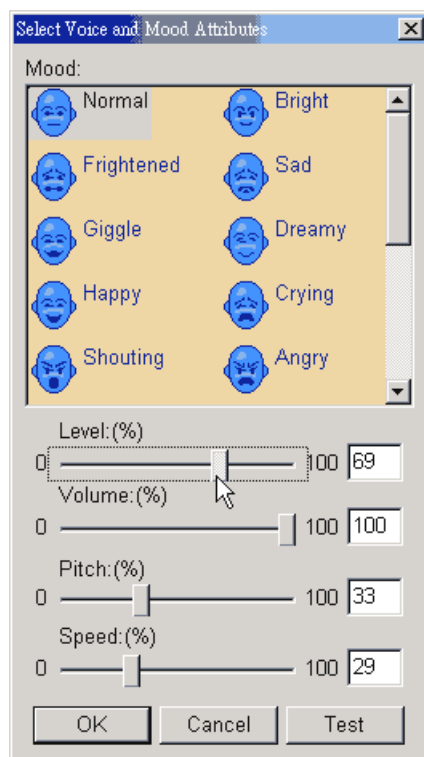 Select Voice and Mood Attributes
Mood:
Normal Bright
Frightened Sad
Giggle Dreamy
Happy Crying
Shouting Angry
Level:(%)
0 100 69
Volume:(%)
0 100 100
Pitch:(%)
0 100 33
Speed:(%)
0 100 29
OK Cancel Test